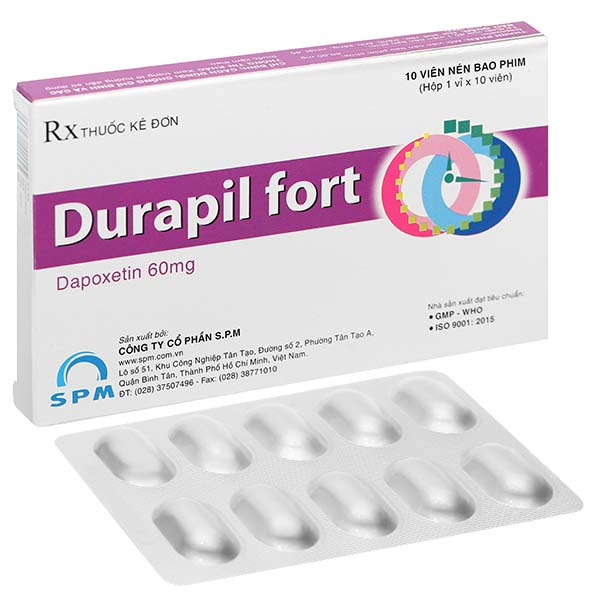 10 VIÊN NÉN BAO PHIM
(Hộp 1 vỉ x 10 viên)
Rx THUỐC KÊ ĐƠN
Durapil fort
Dapoxetin 60mg
Nhà sản xuất đạt tiêu chuẩn:
• GMP - WHO
• ISO 9001: 2015
Sản xuất bởi:
CÔNG TY CỔ PHẦN S.P.M
www.spm.com.vn
Lô số 51, Khu Công Nghiệp Tân Tạo, Đường số 2, Phường Tân Tạo A,
Quận Bình Tân, Thành Phố Hồ Chí Minh, Việt Nam.
ĐT: (028) 37507496 - Fax: (028) 38771010
SPM